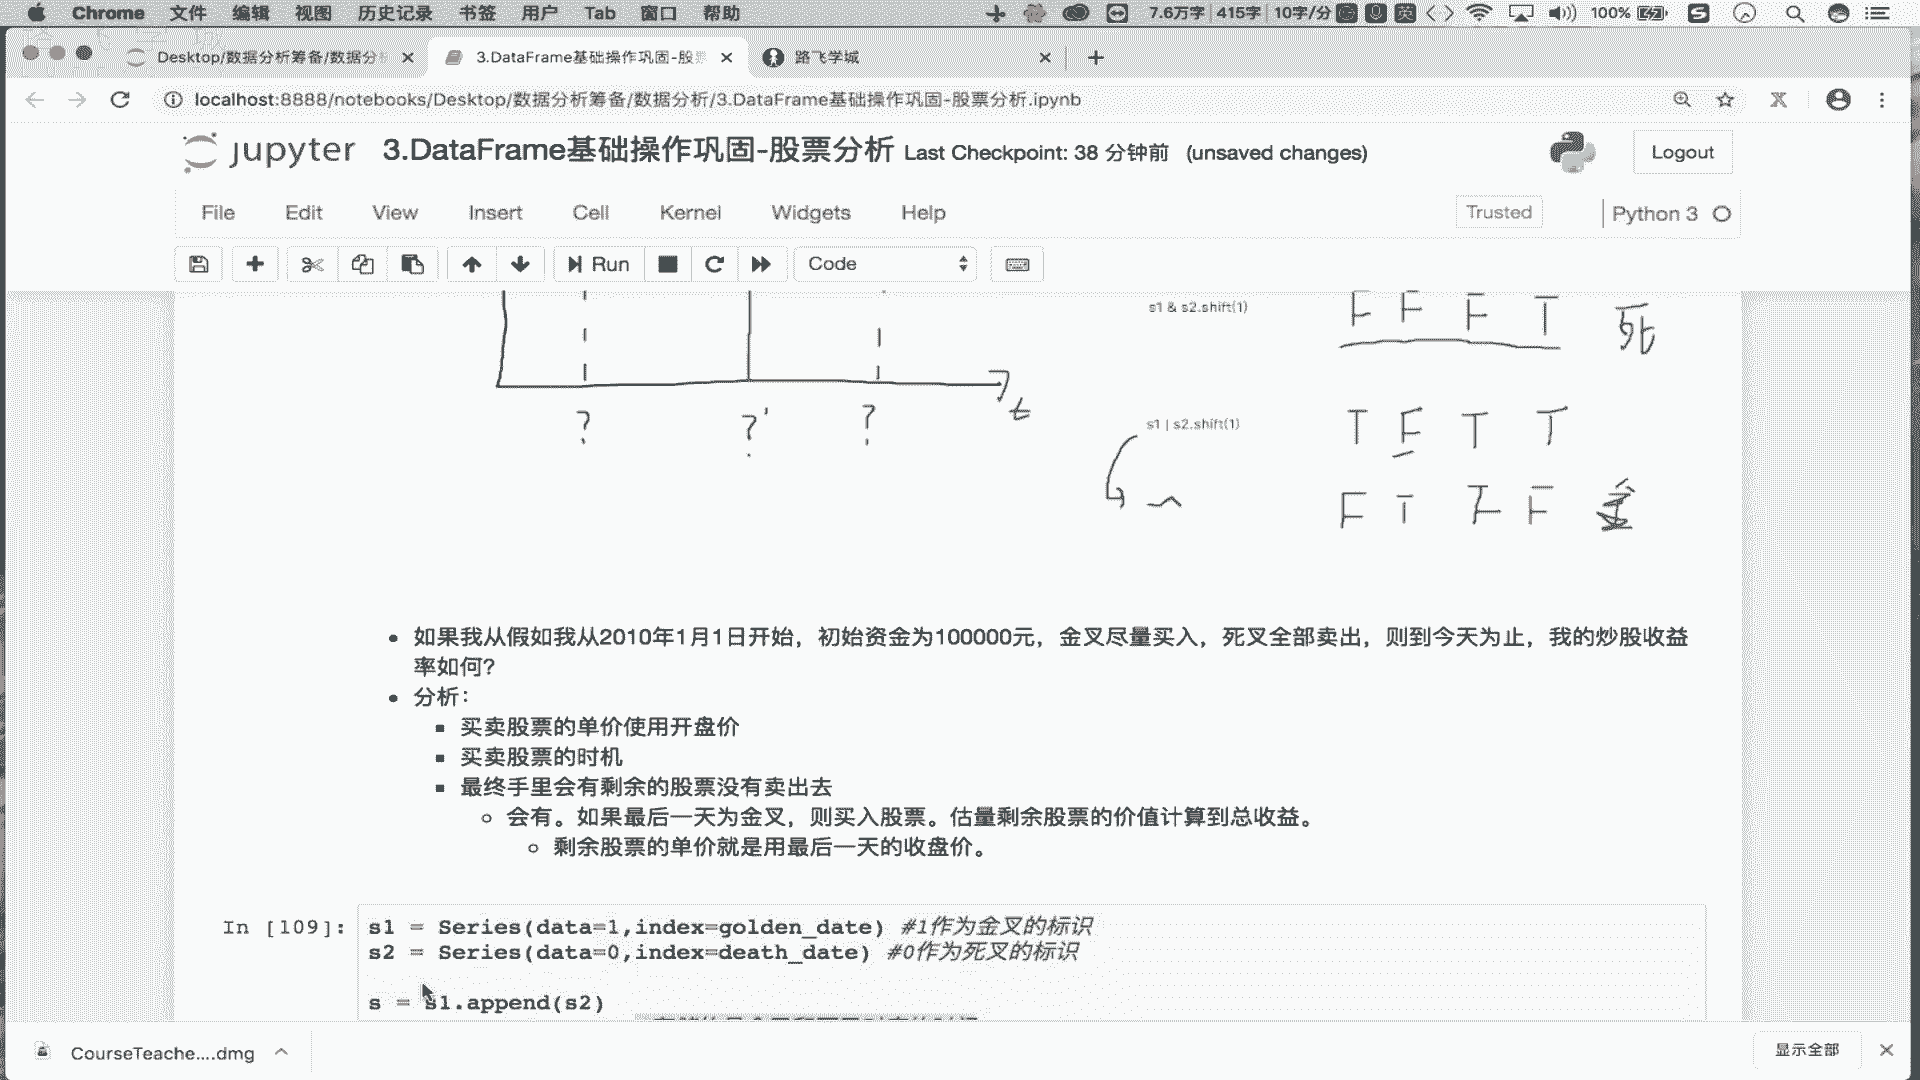 Chrome 文件 编辑 视图 历史记录 书签 用户 Tab 窗口 帮助 7.6万字 415字 10字/分 英 100%
Desktop/数据分析筹备/数据分 3.DataFrame基础操作巩固-股 路飞学城
localhost:8888/notebooks/Desktop/数据分析筹备/数据分析/3.DataFrame基础操作巩固-股票分析.ipynb
jupyter 3.DataFrame基础操作巩固-股票分析 Last Checkpoint: 38 分钟前 (unsaved changes) Logout
File Edit View Insert Cell Kernel Widgets Help Trusted Python 3
Run Code
s1 & s2.shift(1) F F F T 死
t
? ?' ? s1 | s2.shift(1) T F T T
~ F T F F 金
如果我从假如我从2010年1月1日开始，初始资金为100000元，金叉尽量买入，死叉全部卖出，则到今天为止，我的炒股收益
率如何?
分析：
买卖股票的单价使用开盘价
买卖股票的时机
最终手里会有剩余的股票没有卖出去
会有。如果最后一天为金叉，则买入股票。估量剩余股票的价值计算到总收益。
剩余股票的单价就是用最后一天的收盘价。
In [109]: s1 = Series(data=1,index=golden_date) #1作为金叉的标识
s2 = Series(data=0,index=death_date) #0作为死叉的标识
s = s1.append(s2)
CourseTeache....dmg 显示全部